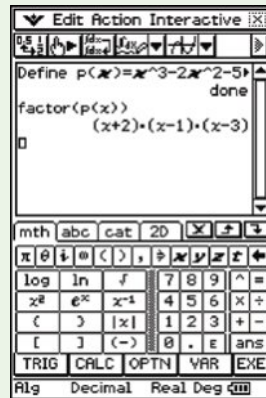 Edit Action Interactive
Define p(x)=x^3-2x^2-5
done
factor(p(x))
(x+2)·(x-1)·(x-3)
mth abc cat 2D
π θ i ∞ ( ) , ⇒ x y z t
log ln √ 7 8 9 ^ =
x² eˣ x⁻¹ 4 5 6 × ÷
( ) |x| 1 2 3 + -
[ ] (-) 0 . E ans
TRIG CALC OPTN VAR EXE
Alg Decimal Real Deg